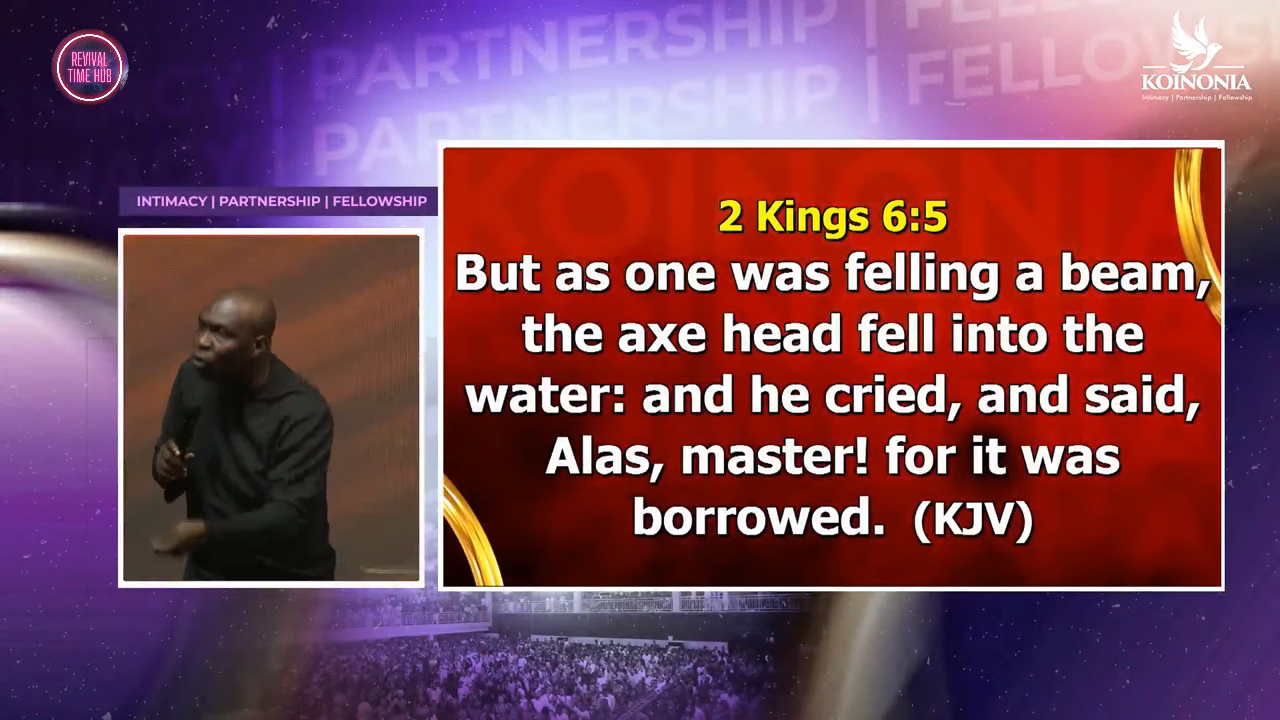 REVIVAL
TIME HUB
PARTNERSHIP | FELLOWSHIP
KOINONIA
Intimacy | Partnership | Fellowship
INTIMACY | PARTNERSHIP | FELLOWSHIP
2 Kings 6:5
But as one was felling a beam,
the axe head fell into the
water: and he cried, and said,
Alas, master! for it was
borrowed. (KJV)